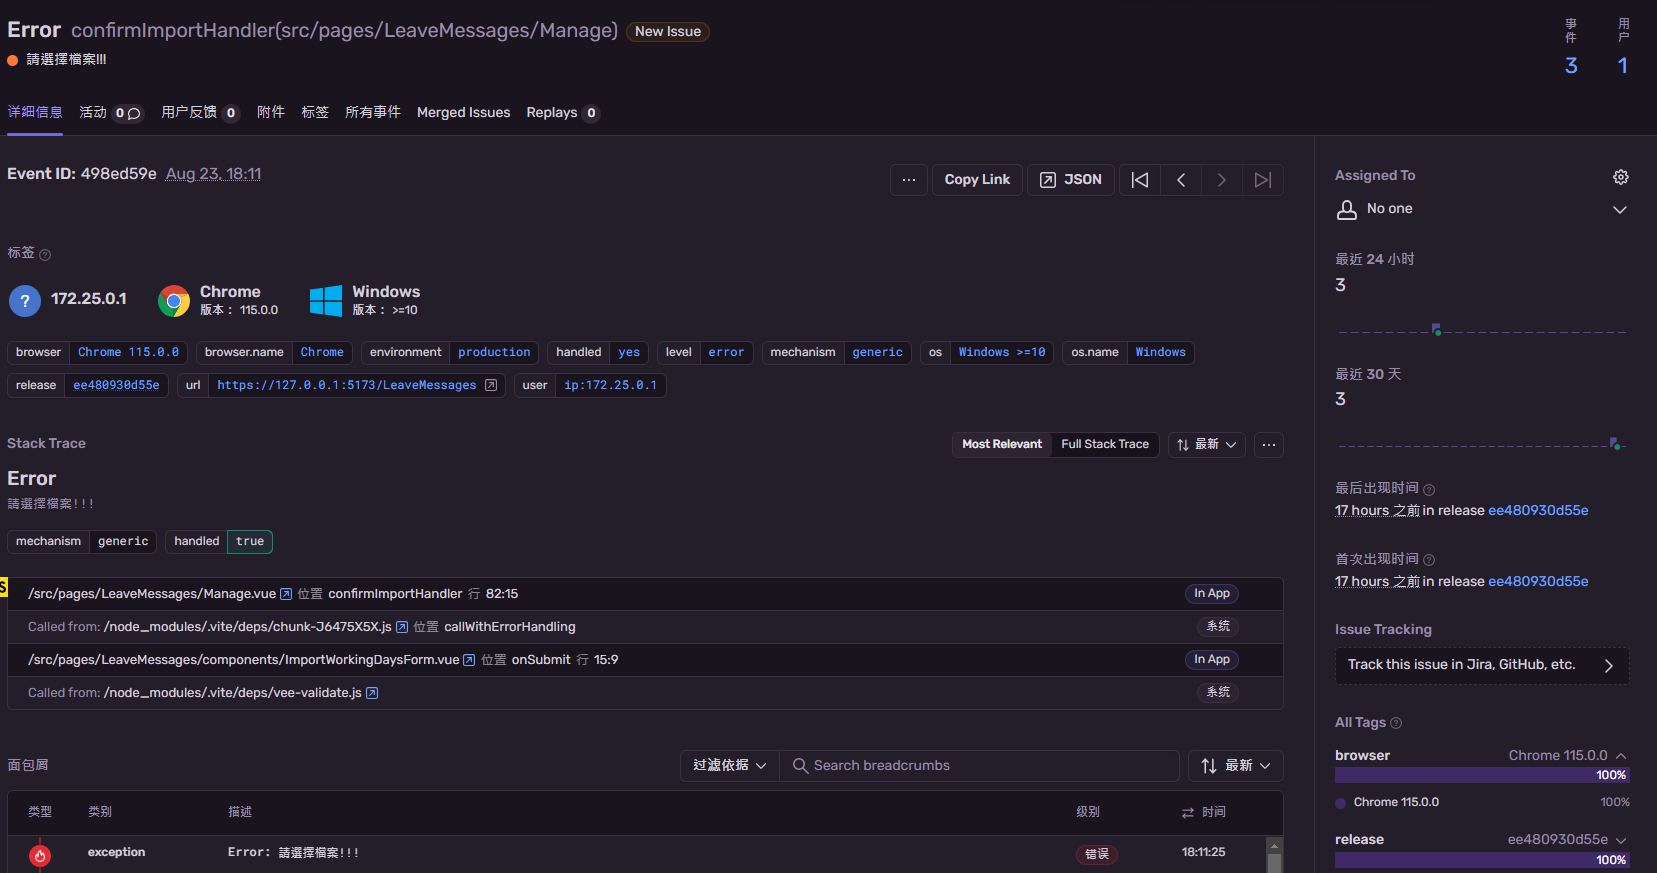 Error confirmImportHandler(src/pages/LeaveMessages/Manage) New Issue
請選擇檔案!!!
事件 用户
3 1
详细信息 活动 0 用户反馈 0 附件 标签 所有事件 Merged Issues Replays 0
Event ID: 498ed59e Aug 23, 18:11
... Copy Link JSON
标签 ?
? 172.25.0.1
Chrome
版本： 115.0.0
Windows
版本： >=10
browser Chrome 115.0.0 browser.name Chrome environment production handled yes level error mechanism generic os Windows >=10 os.name Windows
release ee480930d55e url https://127.0.0.1:5173/LeaveMessages user ip:172.25.0.1
Stack Trace
Most Relevant Full Stack Trace 最新 ...
Error
請選擇檔案!!!
mechanism generic handled true
/src/pages/LeaveMessages/Manage.vue 位置 confirmImportHandler 行 82:15 In App
Called from: /node_modules/.vite/deps/chunk-J6475X5X.js 位置 callWithErrorHandling 系统
/src/pages/LeaveMessages/components/ImportWorkingDaysForm.vue 位置 onSubmit 行 15:9 In App
Called from: /node_modules/.vite/deps/vee-validate.js 系统
面包屑
过滤依据 Search breadcrumbs 最新
类型 类别 描述 级别 时间
exception Error: 請選擇檔案!!! 错误 18:11:25
Assigned To
No one
最近 24 小时
3
最近 30 天
3
最后出现时间 ?
17 hours 之前 in release ee480930d55e
首次出现时间 ?
17 hours 之前 in release ee480930d55e
Issue Tracking
Track this issue in Jira, GitHub, etc.
All Tags ?
browser Chrome 115.0.0
100%
Chrome 115.0.0 100%
release ee480930d55e
100%